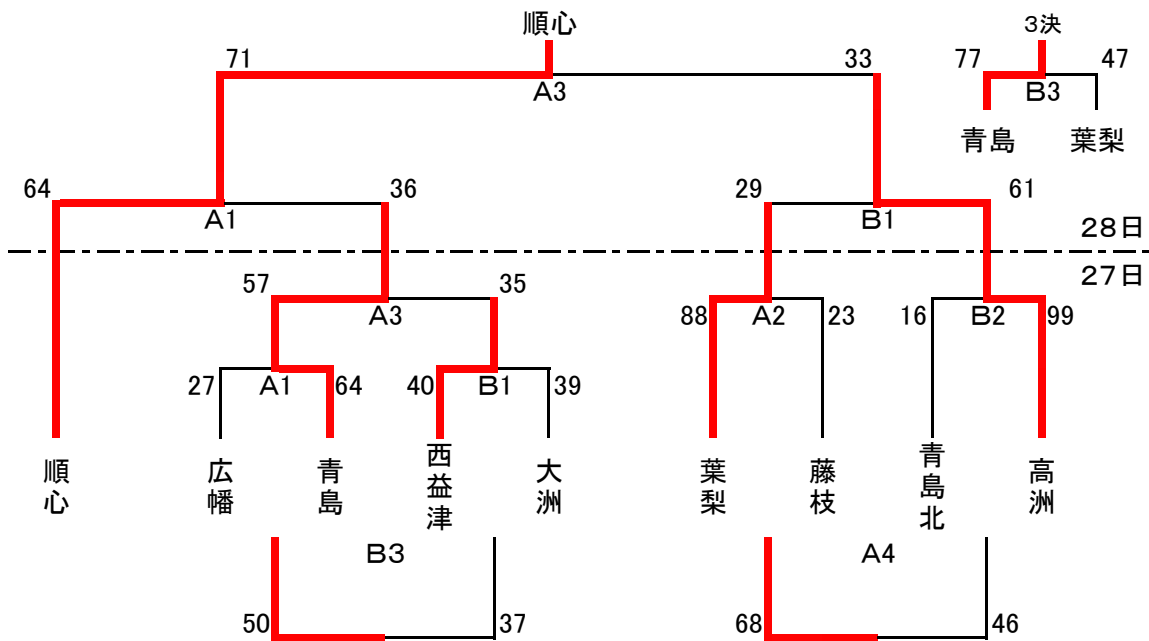 順心
3決
71
33
77
47
A3
B3
青島
葉梨
64
36
29
61
A1
B1
28日
27日
57
35
A3
88
A2
23
16
B2
99
27
A1
64
40
B1
39
順心
広幡
青島
西益津
大洲
葉梨
藤枝
青島北
高洲
B3
A4
50
37
68
46